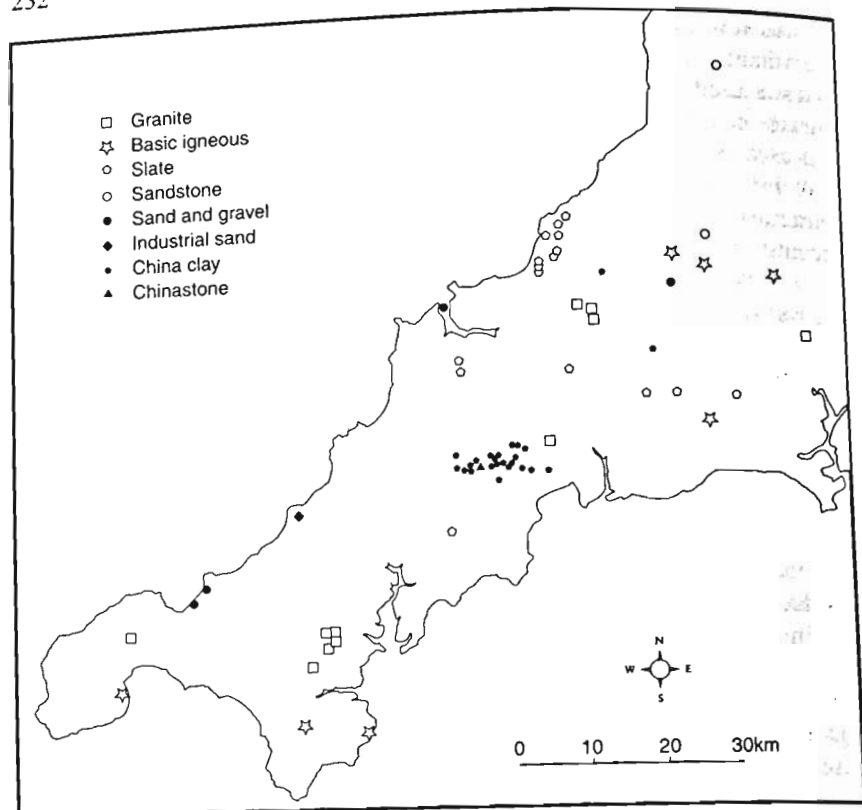 232
Granite
Basic igneous
Slate
Sandstone
Sand and gravel
Industrial sand
China clay
Chinastone
N
W E
S
0 10 20 30km